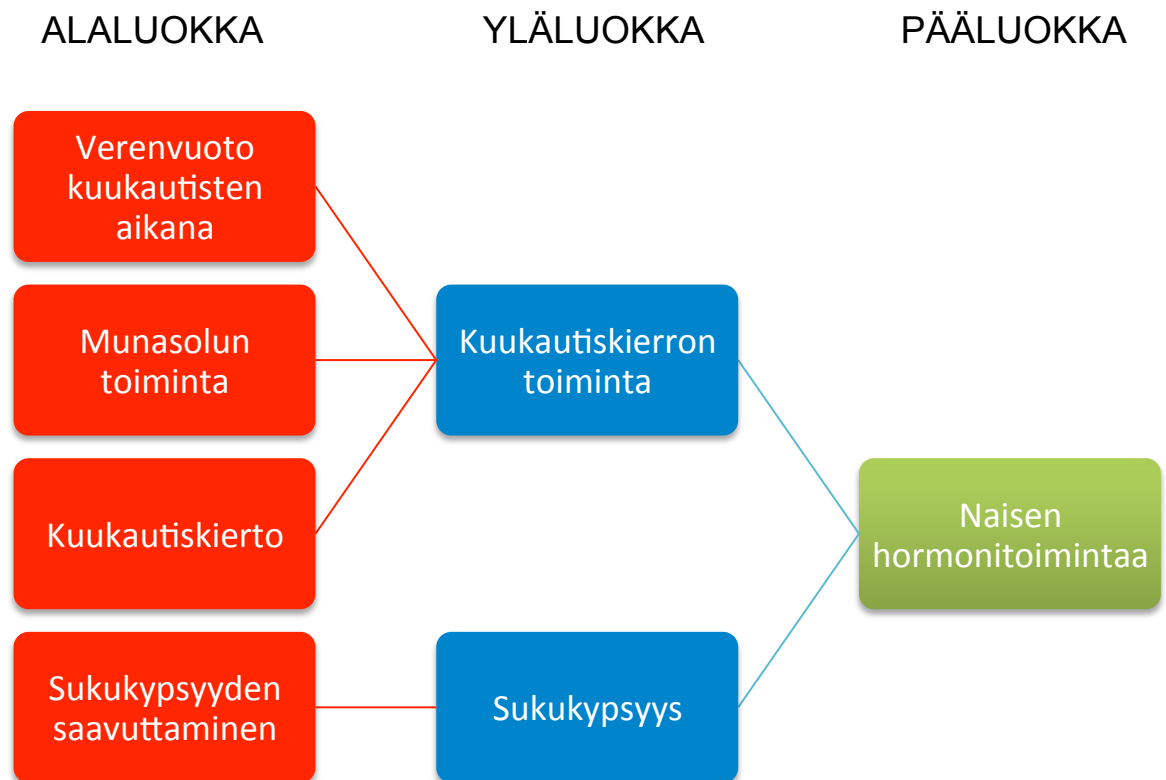 ALALUOKKA
YLÄLUOKKA
PÄÄLUOKKA
Verenvuoto
kuukautisten
aikana
Munasolun
toiminta
Kuukautiskierto
Sukukypsyyden
saavuttaminen
Kuukautiskierron
toiminta
Sukukypsyys
Naisen
hormonitoimintaa